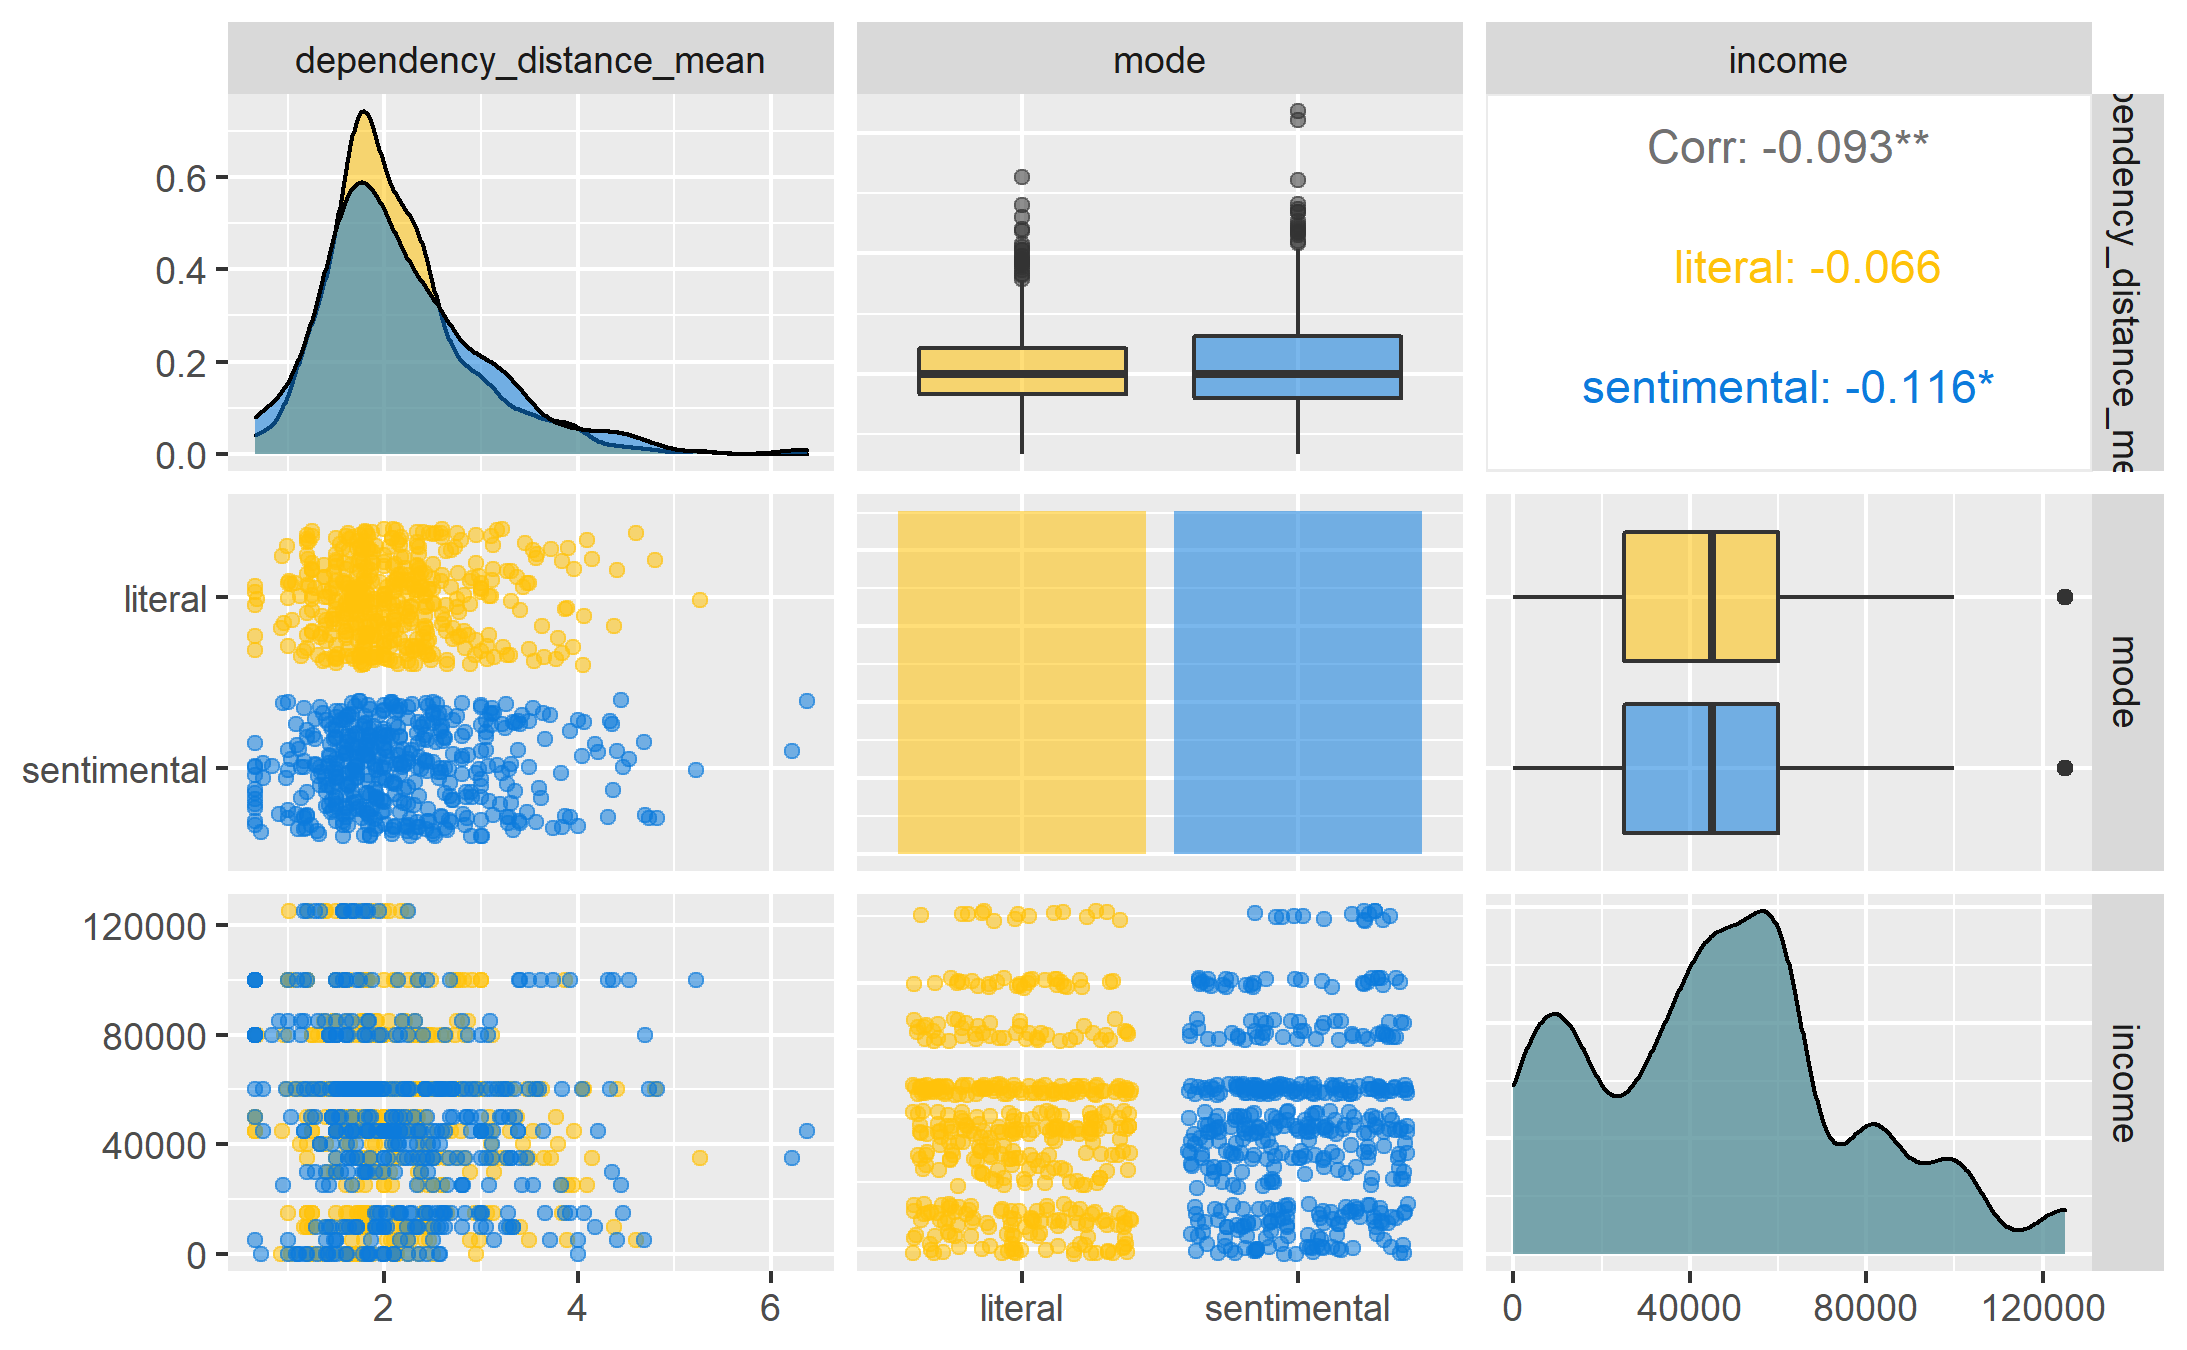 dependency_distance_mean
mode
income
0.6
0.4
0.2
0.0
Corr: -0.093**
literal: -0.066
sentimental: -0.116*
pendency_distance_me
literal
sentimental
mode
120000
80000
40000
0
income
2
4
6
literal
sentimental
0
40000
80000
120000